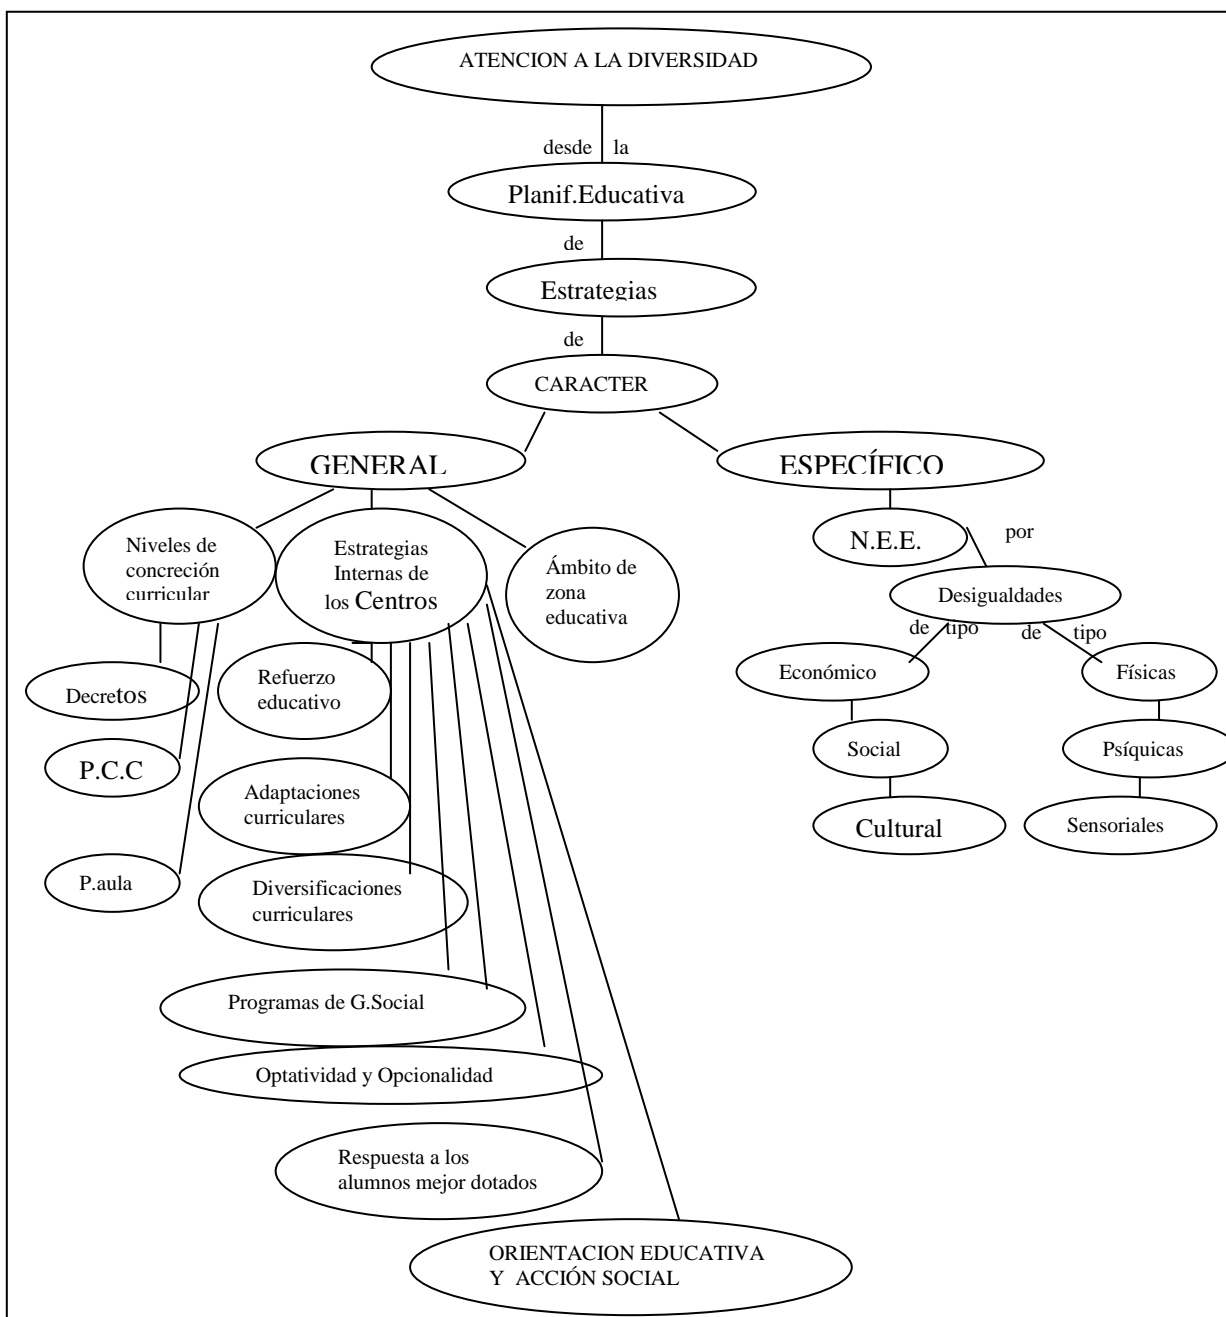 ATENCION A LA DIVERSIDAD
desde la
Planif.Educativa
de
Estrategias
de
CARACTER
GENERAL
ESPECÍFICO
Niveles de
concreción
curricular
Estrategias
Internas de
los Centros
Ámbito de
zona
educativa
N.E.E.
por
Desigualdades
de tipo
de tipo
Decretos
P.C.C
P.aula
Refuerzo
educativo
Adaptaciones
curriculares
Diversificaciones
curriculares
Programas de G.Social
Optatividad y Opcionalidad
Respuesta a los
alumnos mejor dotados
ORIENTACION EDUCATIVA
Y ACCIÓN SOCIAL
Económico
Social
Cultural
Físicas
Psíquicas
Sensoriales